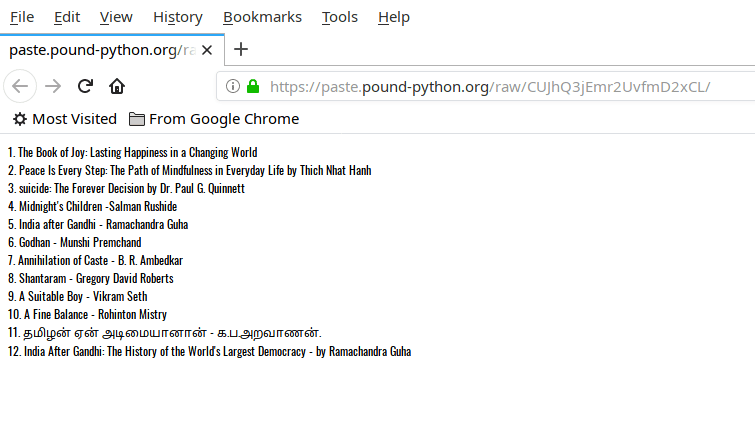 File Edit View History Bookmarks Tools Help
paste.pound-python.org/ra
https://paste.pound-python.org/raw/CUJhQ3jEmr2UvfmD2xCL/
Most Visited From Google Chrome
1. The Book of Joy: Lasting Happiness in a Changing World
2. Peace Is Every Step: The Path of Mindfulness in Everyday Life by Thich Nhat Hanh
3. suicide: The Forever Decision by Dr. Paul G. Quinnett
4. Midnight's Children -Salman Rushide
5. India after Gandhi - Ramachandra Guha
6. Godhan - Munshi Premchand
7. Annihilation of Caste - B. R. Ambedkar
8. Shantaram - Gregory David Roberts
9. A Suitable Boy - Vikram Seth
10. A Fine Balance - Rohinton Mistry
11. தமிழன் ஏன் அடிமையானான் - க.ப.அறவாணன்.
12. India After Gandhi: The History of the World's Largest Democracy - by Ramachandra Guha